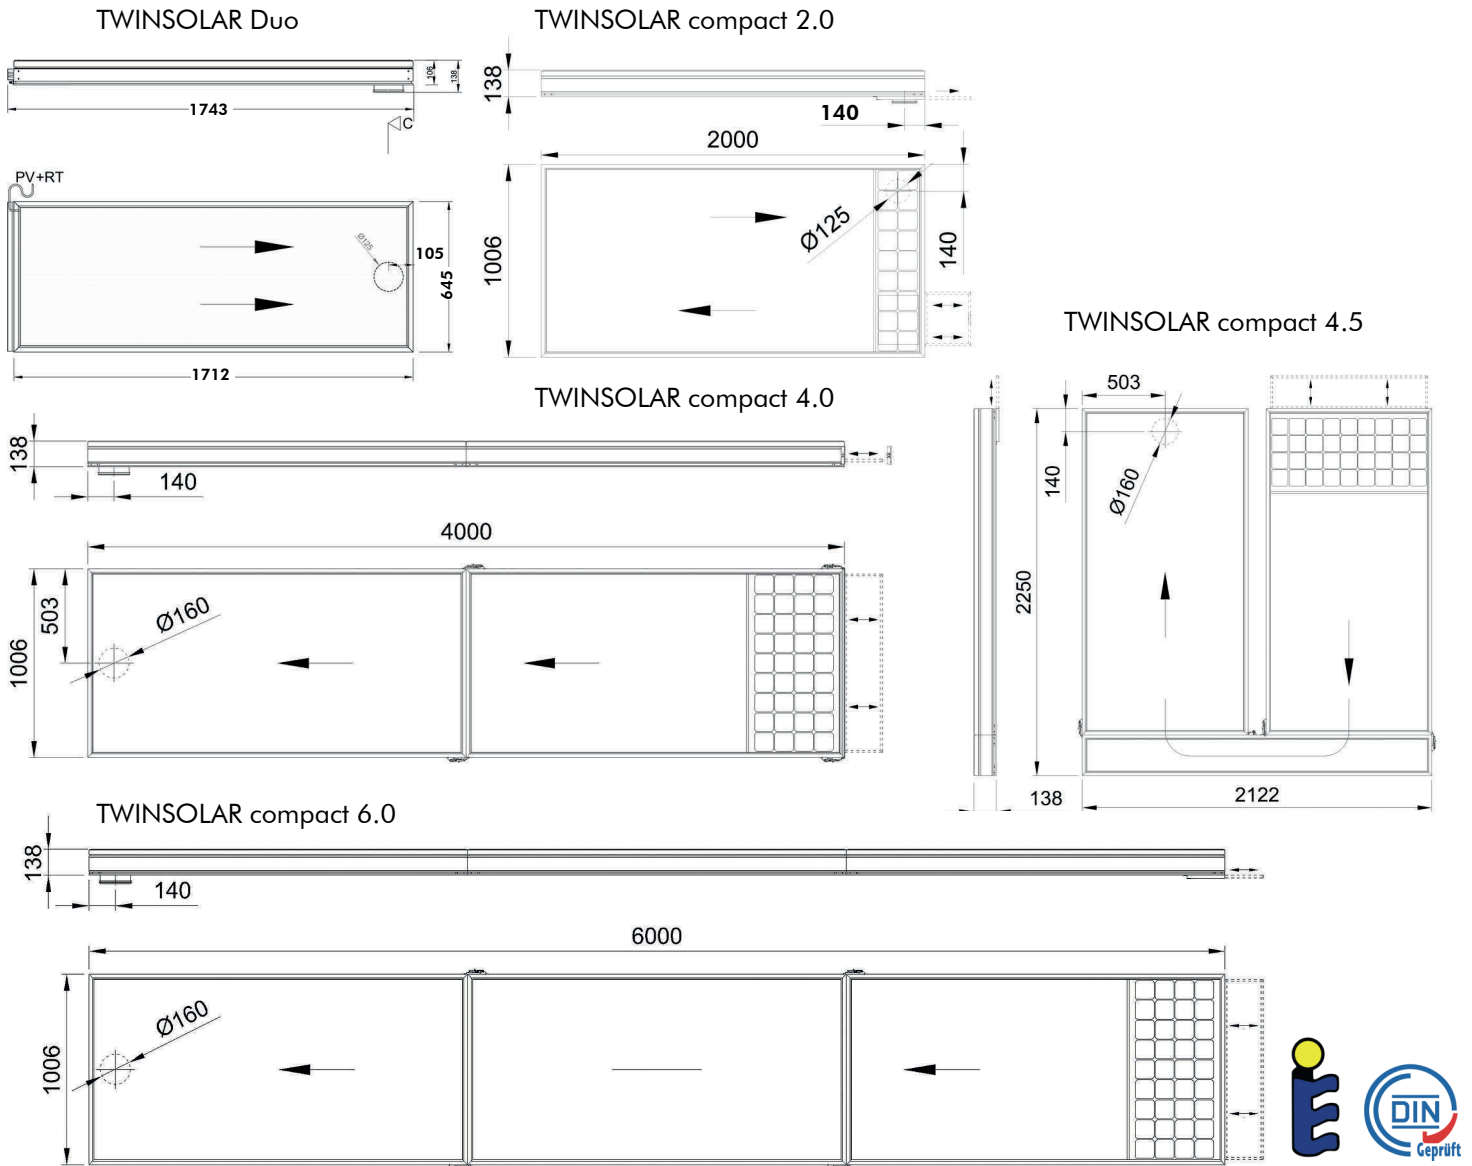 TWINSOLAR Duo
106
138
1743
C
PV+RT
Ø125
105
645
1712
TWINSOLAR compact 2.0
138
140
2000
1006
Ø125
140
TWINSOLAR compact 4.5
503
140
Ø160
2250
138
2122
TWINSOLAR compact 4.0
138
140
4000
1006
503
Ø160
TWINSOLAR compact 6.0
138
140
6000
1006
Ø160
DIN
Geprüft